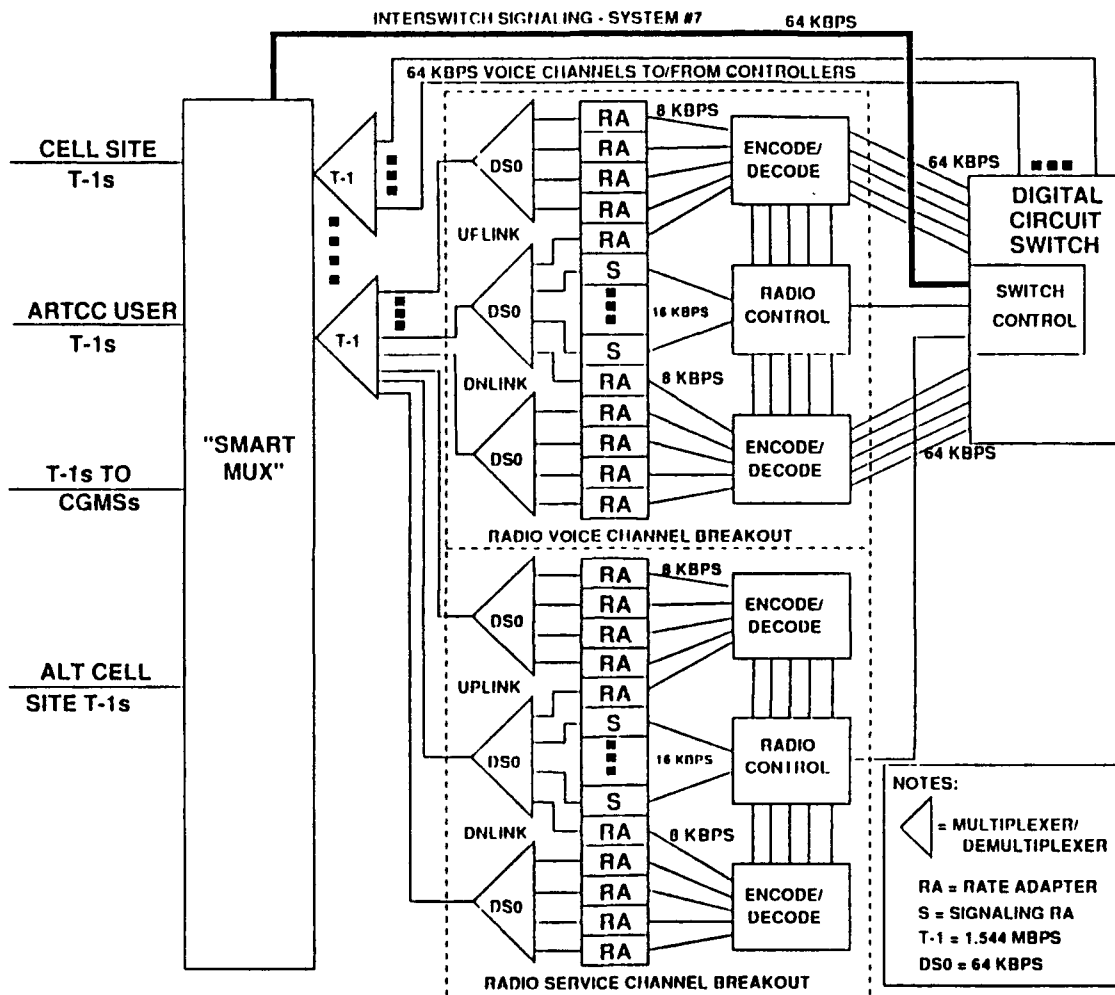 INTERSWITCH SIGNALING - SYSTEM #7 64 KBPS
64 KBPS VOICE CHANNELS TO/FROM CONTROLLERS
CELL SITE
T-1s
ARTCC USER
T-1s
T-1s TO
CGMSs
ALT CELL
SITE T-1s
"SMART
MUX"
T-1
T-1
DS0
UPLINK
DS0
DNLINK
DS0
RA
RA
RA
RA
RA
S
S
RA
RA
RA
RA
RA
8 KBPS
16 KBPS
8 KBPS
ENCODE/
DECODE
RADIO
CONTROL
ENCODE/
DECODE
64 KBPS
64 KBPS
DIGITAL
CIRCUIT
SWITCH
SWITCH
CONTROL
RADIO VOICE CHANNEL BREAKOUT
DS0
UPLINK
DS0
DNLINK
DS0
RA
RA
RA
RA
RA
S
S
RA
RA
RA
RA
RA
8 KBPS
16 KBPS
8 KBPS
ENCODE/
DECODE
RADIO
CONTROL
ENCODE/
DECODE
RADIO SERVICE CHANNEL BREAKOUT
NOTES:
= MULTIPLEXER/
DEMULTIPLEXER
RA = RATE ADAPTER
S = SIGNALING RA
T-1 = 1.544 MBPS
DS0 = 64 KBPS